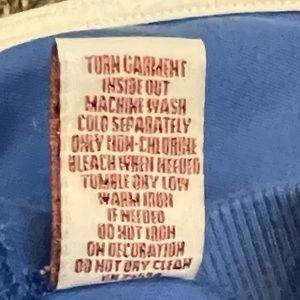 TURN GARMENT
INSIDE OUT
MACHINE WASH
COLD SEPARATELY
ONLY NON-CHLORINE
BLEACH WHEN NEEDED
TUMBLE DRY LOW
WARM IRON
IF NEEDED
DO NOT IRON
ON DECORATION
DO NOT DRY CLEAN